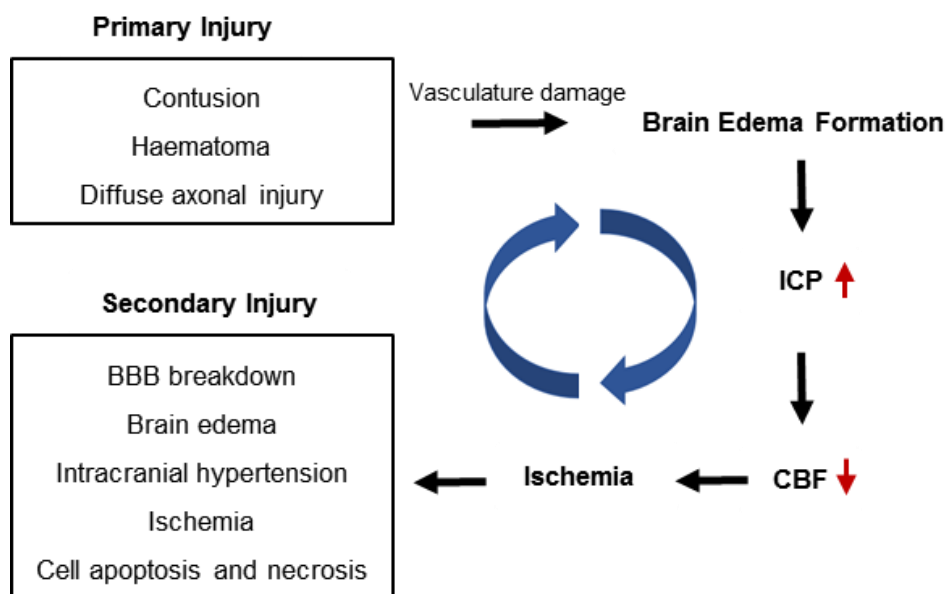 Primary Injury
Contusion
Haematoma
Diffuse axonal injury
Vasculature damage
Brain Edema Formation
ICP
CBF
Ischemia
Secondary Injury
BBB breakdown
Brain edema
Intracranial hypertension
Ischemia
Cell apoptosis and necrosis